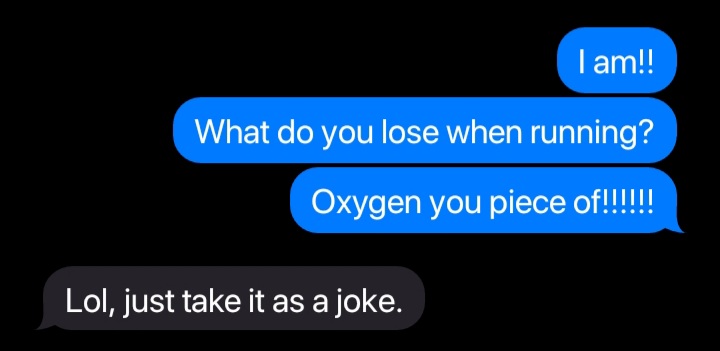 I am!!
What do you lose when running?
Oxygen you piece of!!!!!!
Lol, just take it as a joke.